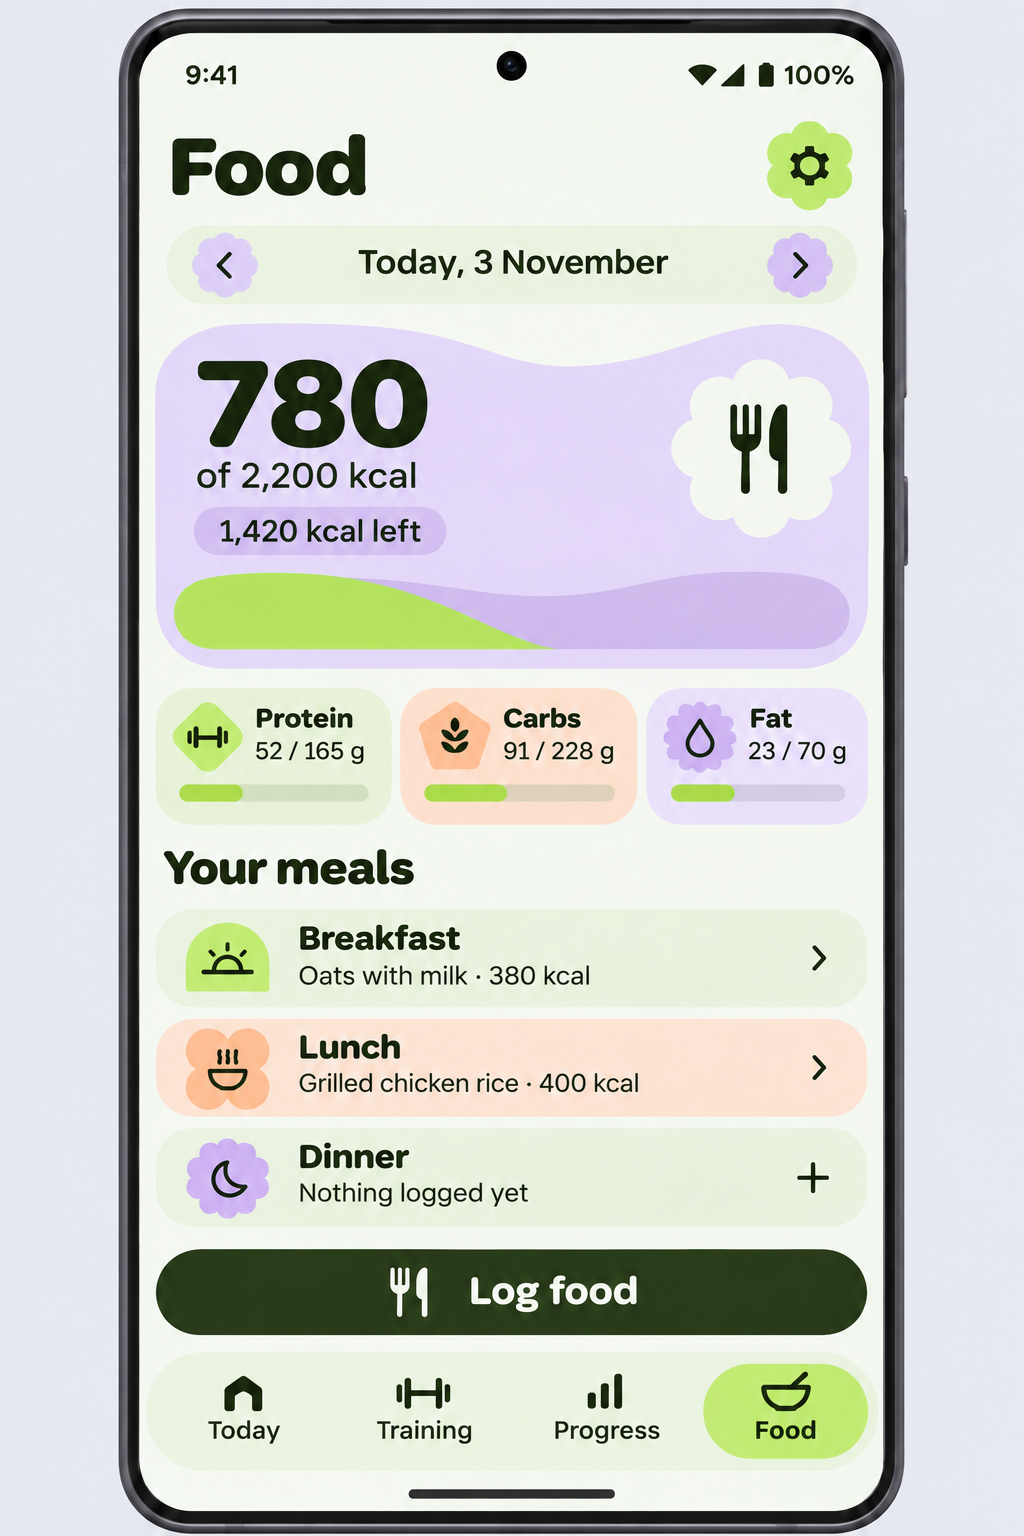 9:41
100%
Food
Today, 3 November
780
of 2,200 kcal
1,420 kcal left
Protein
52 / 165 g
Carbs
91 / 228 g
Fat
23 / 70 g
Your meals
Breakfast
Oats with milk · 380 kcal
Lunch
Grilled chicken rice · 400 kcal
Dinner
Nothing logged yet
Log food
Today
Training
Progress
Food